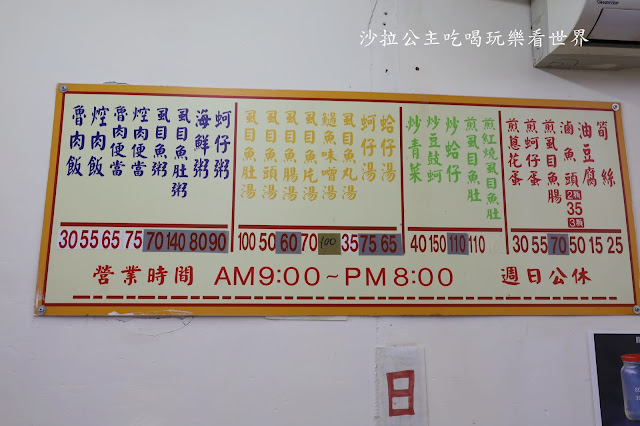 沙拉公主吃喝玩樂看世界
魯肉飯 30
焢肉飯 55
魯肉便當 65
焢肉便當 75
虱目魚粥 70
虱目魚肚粥 140
海鮮粥 80
蚵仔粥 90
虱目魚肚湯 100
虱目魚頭湯 50
虱目魚腸湯 60
虱目魚片湯 70
魚味噌湯 100
虱目魚丸湯 35
蚵仔湯 75
蛤仔湯 65
炒青菜 40
炒豆鼓蚵 150
炒蛤仔 110
煎虱目魚肚 110
煎紅燒虱目魚肚
煎蔥花蛋 30
煎蚵仔蛋 55
煎虱目魚腸 70
滷魚頭 2個 35 3個 50
油豆腐 15
筍絲 25
營業時間 AM9:00~PM8:00 週日公休
日